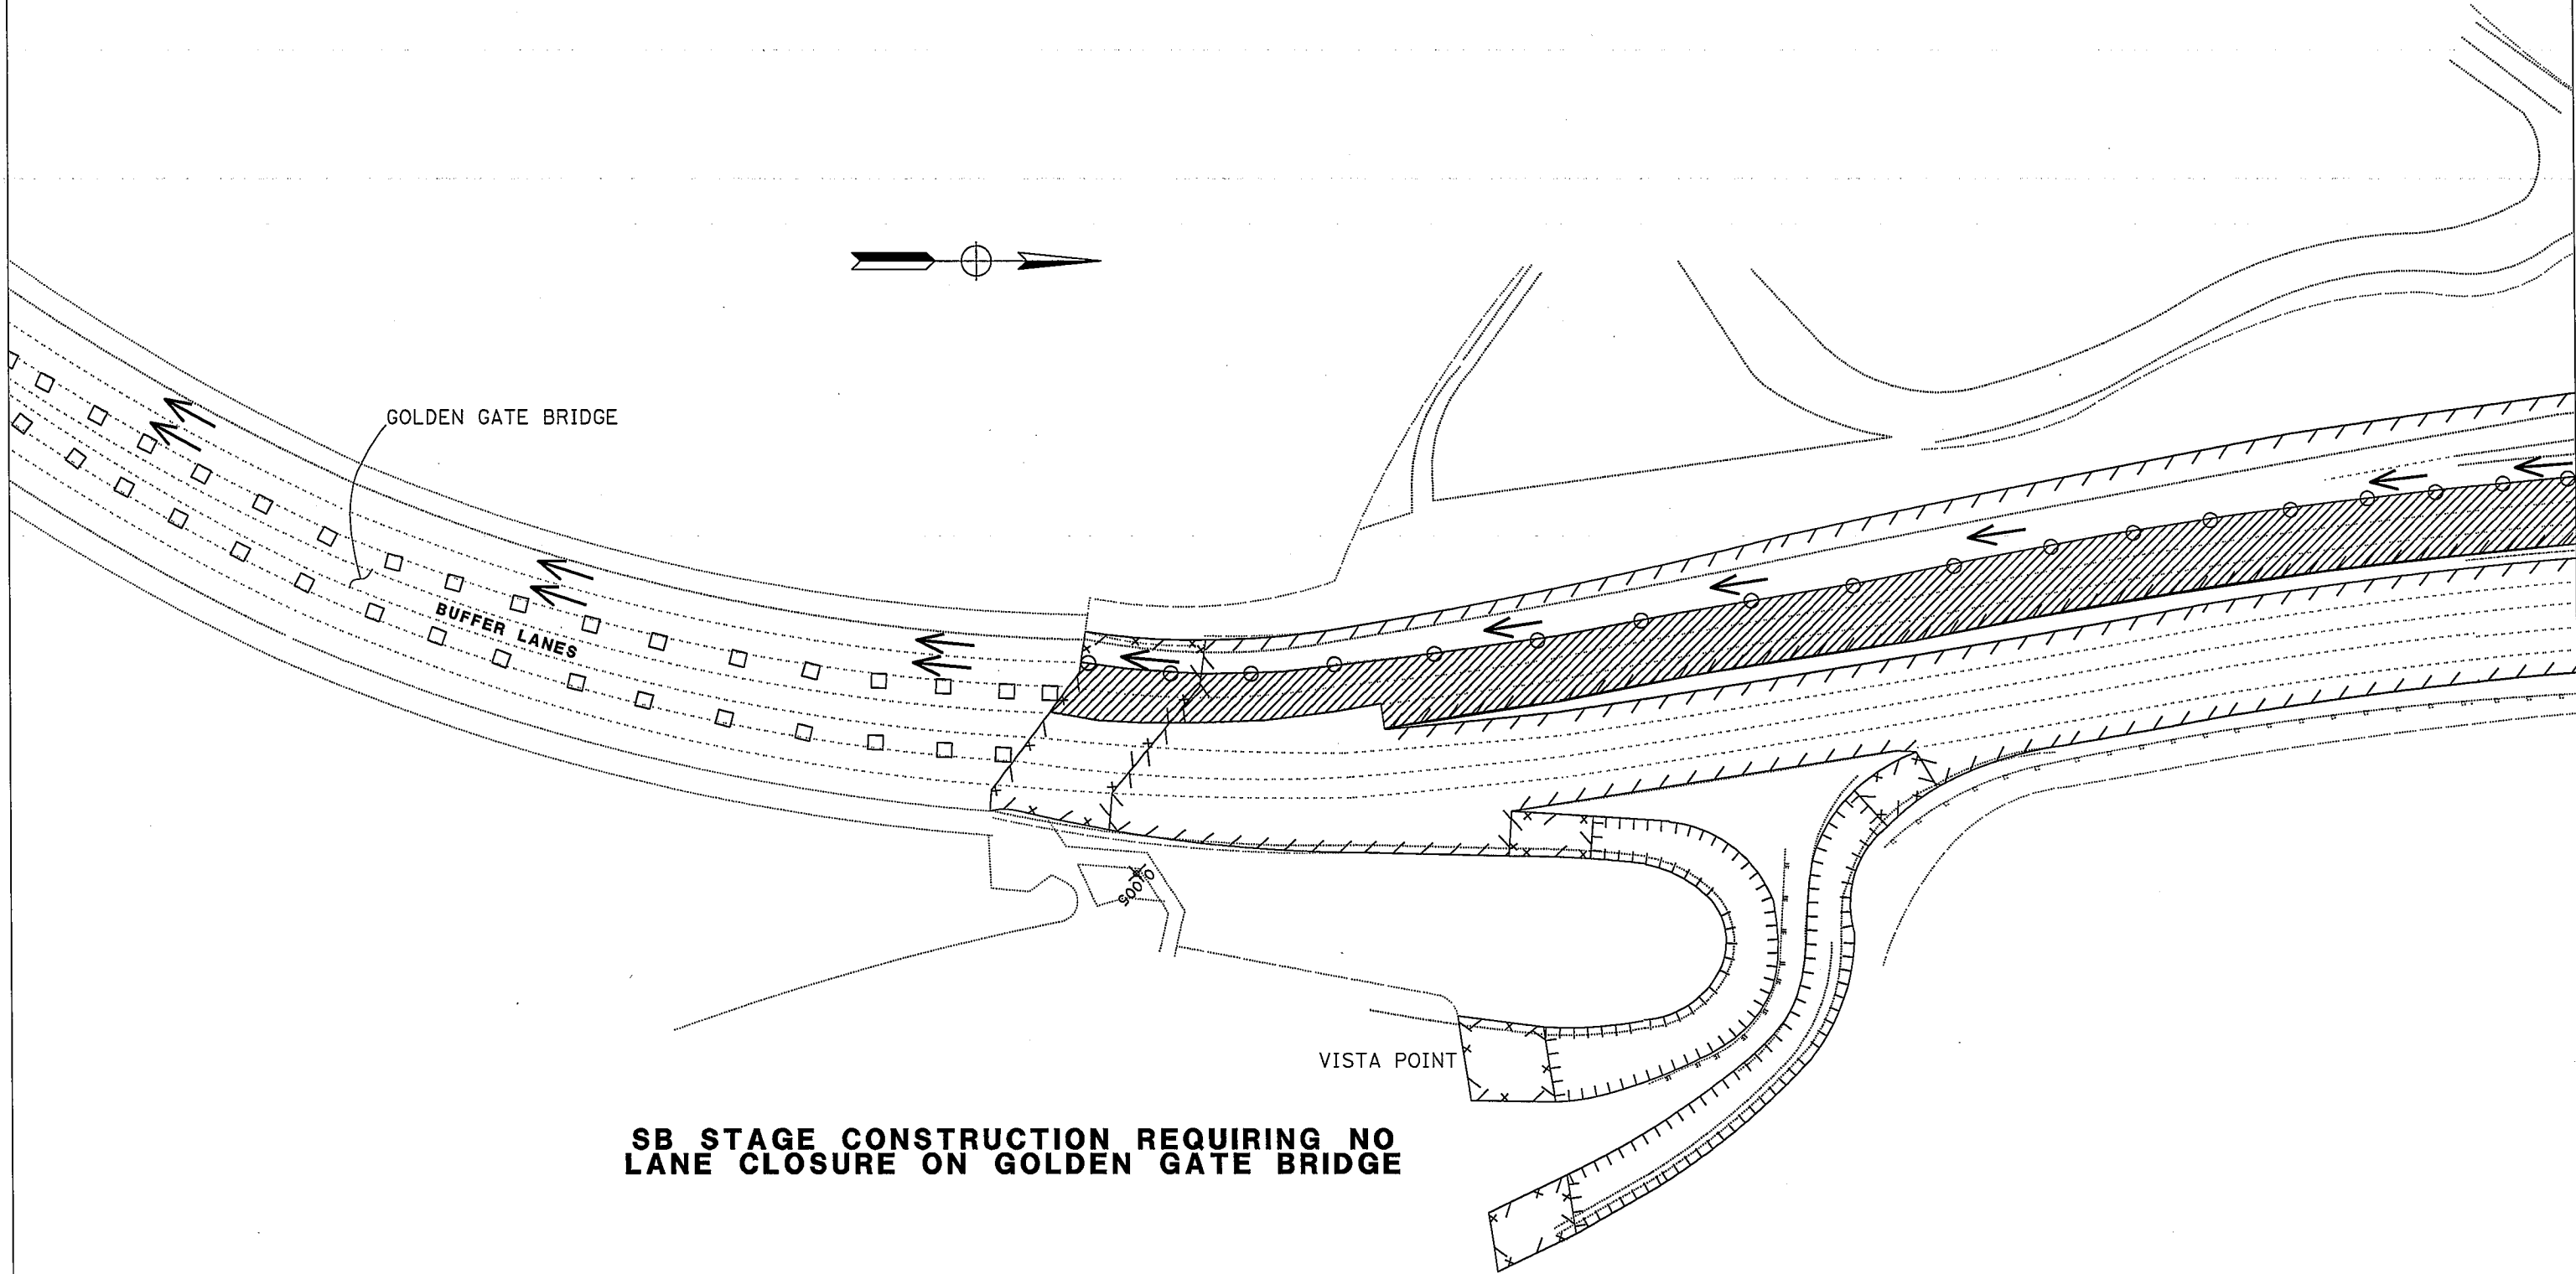 GOLDEN GATE BRIDGE
BUFFER LANES
VISTA POINT
SB STAGE CONSTRUCTION REQUIRING NO
LANE CLOSURE ON GOLDEN GATE BRIDGE